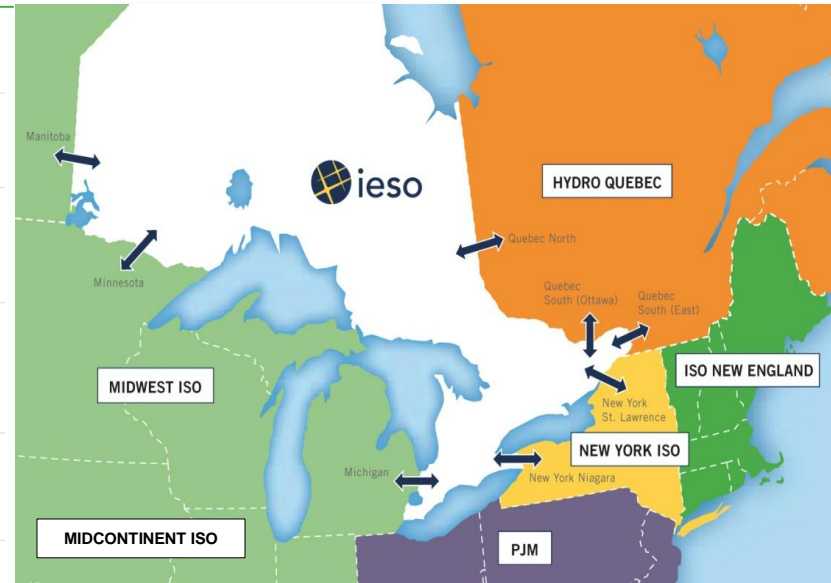 Manitoba
ieso
HYDRO QUEBEC
Quebec North
Minnesota
Quebec
South (Ottawa)
Quebec
South (East)
ISO NEW ENGLAND
MIDWEST ISO
New York
St. Lawrence
NEW YORK ISO
Michigan
New York Niagara
MIDCONTINENT ISO
PJM